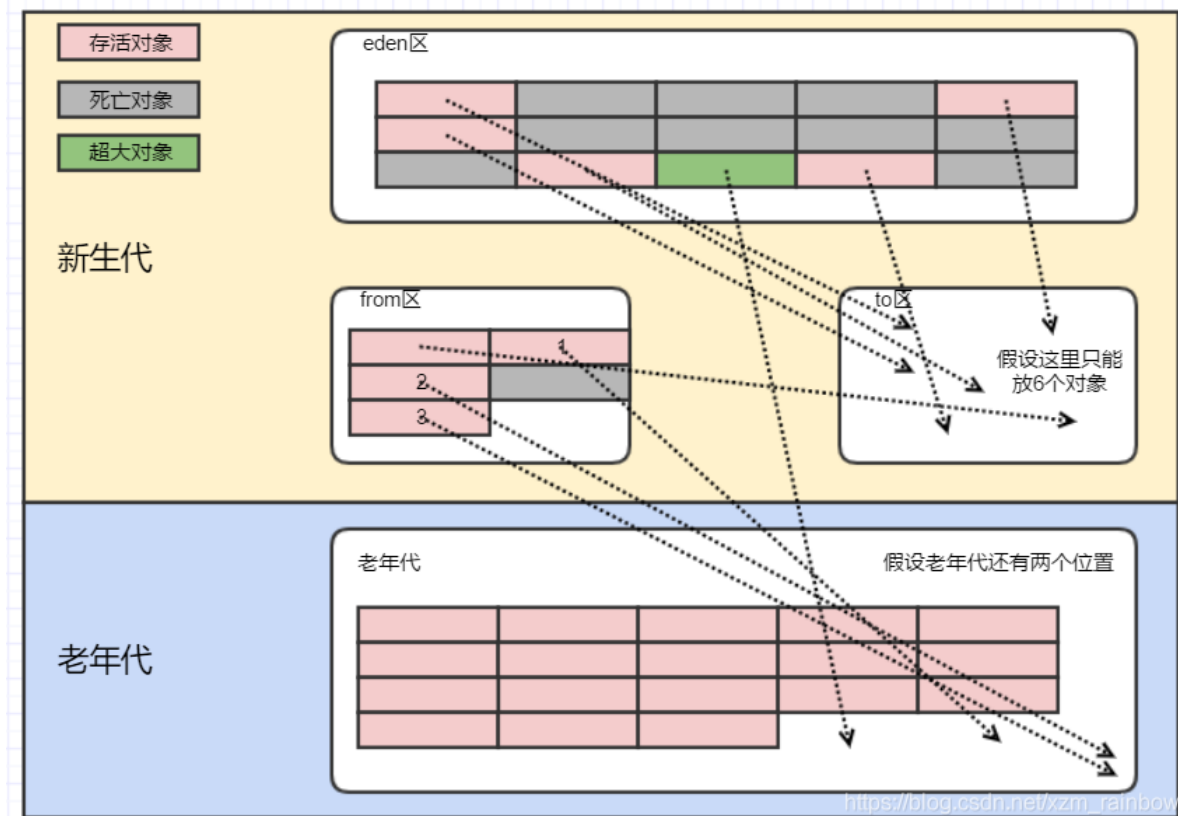 存活对象
死亡对象
超大对象
eden区
新生代
from区
1
2
3
to区
假设这里只能
放6个对象
老年代
老年代
假设老年代还有两个位置
https://blog.csdn.net/xzm_rainbow